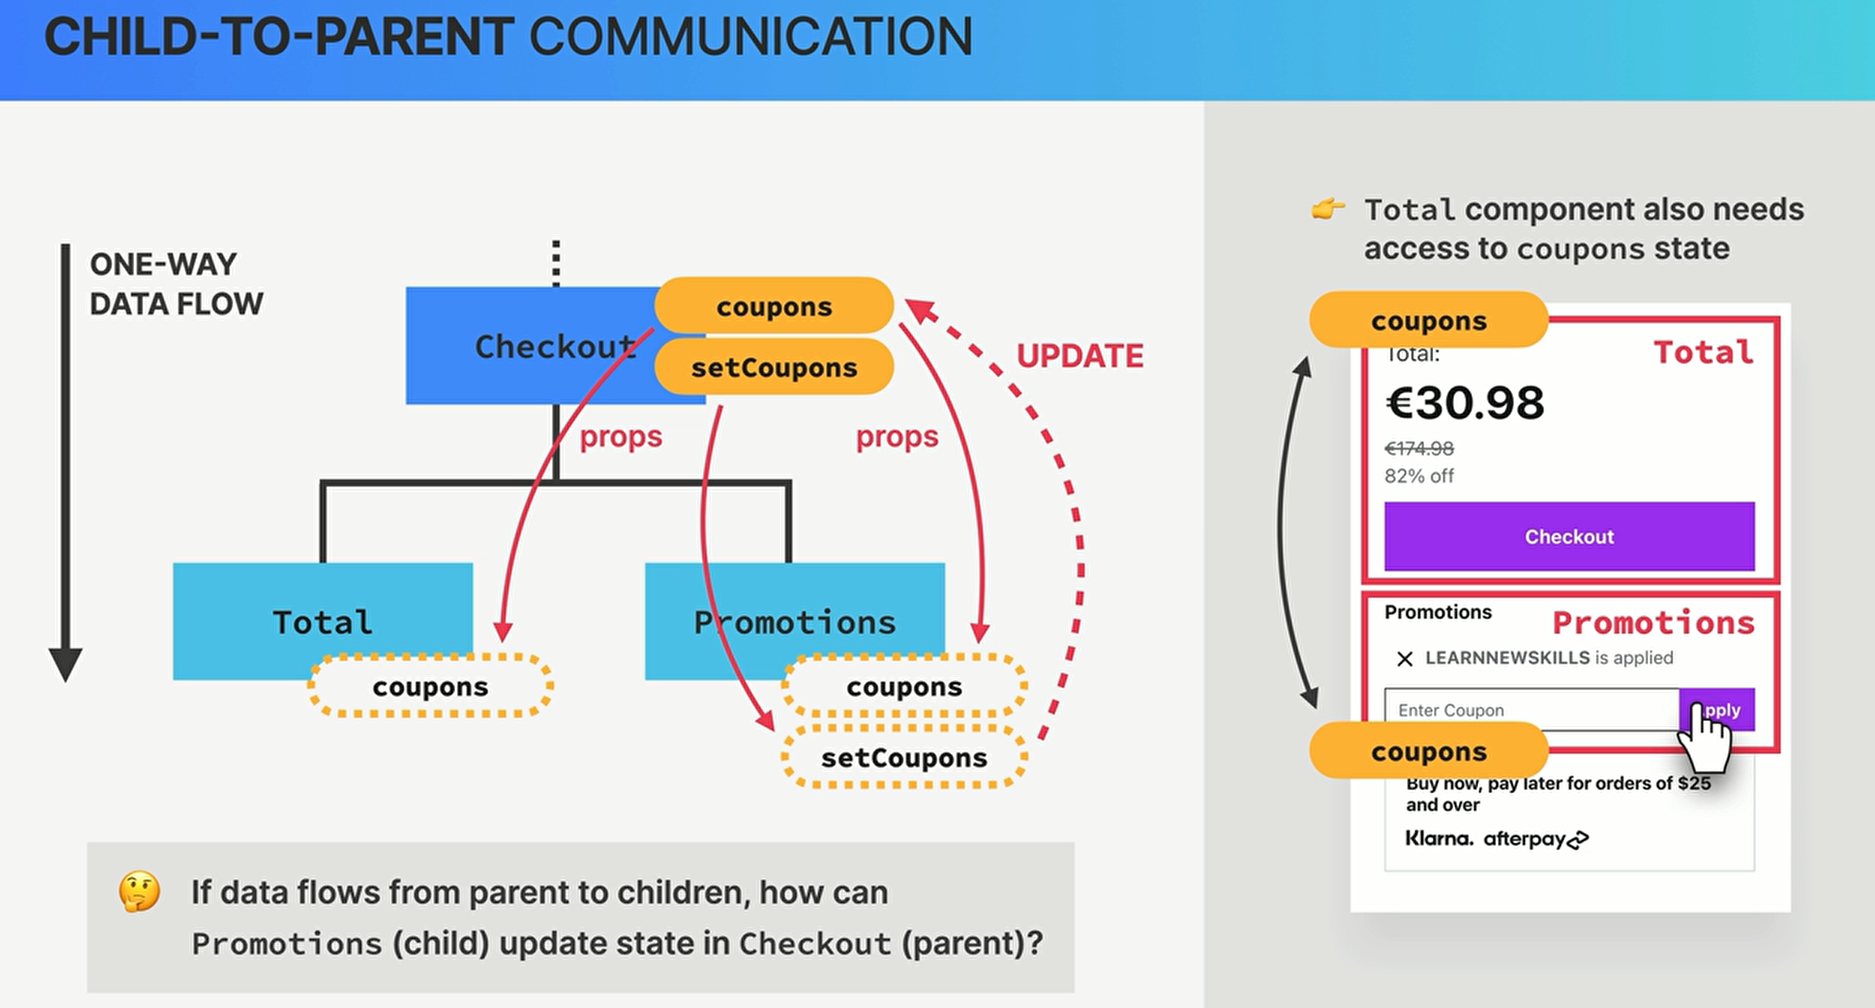 CHILD-TO-PARENT COMMUNICATION
ONE-WAY
DATA FLOW
Checkout
coupons
setCoupons
UPDATE
props
props
Total
coupons
Promotions
coupons
setCoupons
If data flows from parent to children, how can
Promotions (child) update state in Checkout (parent)?
Total component also needs
access to coupons state
coupons
Total:
Total
€30.98
€174.98
82% off
Checkout
Promotions
Promotions
LEARNNEWSKILLS is applied
Enter Coupon
pply
coupons
Buy now, pay later for orders of $25
and over
Klarna. afterpay